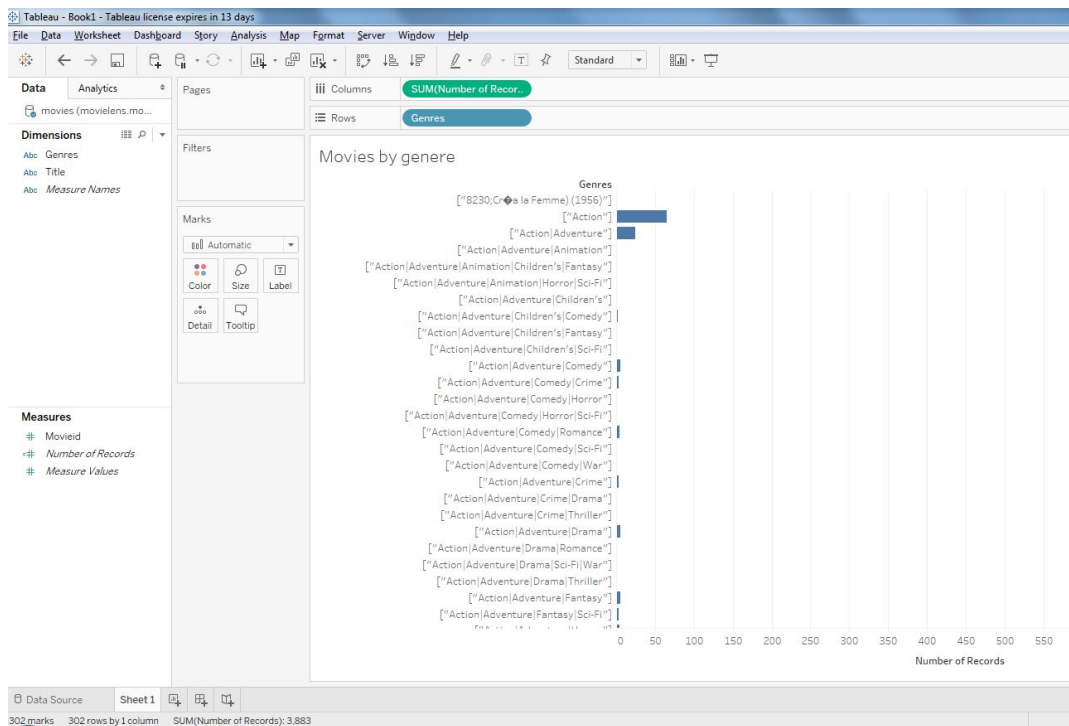 Tableau - Book1 - Tableau license expires in 13 days
File Data Worksheet Dashboard Story Analysis Map Format Server Window Help
Standard
Data Analytics
movies (movielens.mo...
Dimensions
Abc Genres
Abc Title
Abc Measure Names
Measures
# Movieid
=# Number of Records
# Measure Values
Pages
Filters
Marks
Automatic
Color Size Label
Detail Tooltip
iii Columns SUM(Number of Recor..
Rows Genres
Movies by genere
Genres
["8230;Cr�a la Femme) (1956)"]
["Action"]
["Action|Adventure"]
["Action|Adventure|Animation"]
["Action|Adventure|Animation|Children's|Fantasy"]
["Action|Adventure|Animation|Horror|Sci-Fi"]
["Action|Adventure|Children's"]
["Action|Adventure|Children's|Comedy"]
["Action|Adventure|Children's|Fantasy"]
["Action|Adventure|Children's|Sci-Fi"]
["Action|Adventure|Comedy"]
["Action|Adventure|Comedy|Crime"]
["Action|Adventure|Comedy|Horror"]
["Action|Adventure|Comedy|Horror|Sci-Fi"]
["Action|Adventure|Comedy|Romance"]
["Action|Adventure|Comedy|Sci-Fi"]
["Action|Adventure|Comedy|War"]
["Action|Adventure|Crime"]
["Action|Adventure|Crime|Drama"]
["Action|Adventure|Crime|Thriller"]
["Action|Adventure|Drama"]
["Action|Adventure|Drama|Romance"]
["Action|Adventure|Drama|Sci-Fi|War"]
["Action|Adventure|Drama|Thriller"]
["Action|Adventure|Fantasy"]
["Action|Adventure|Fantasy|Sci-Fi"]
0 50 100 150 200 250 300 350 400 450 500 550
Number of Records
Data Source Sheet 1
302 marks 302 rows by 1 column SUM(Number of Records): 3,883